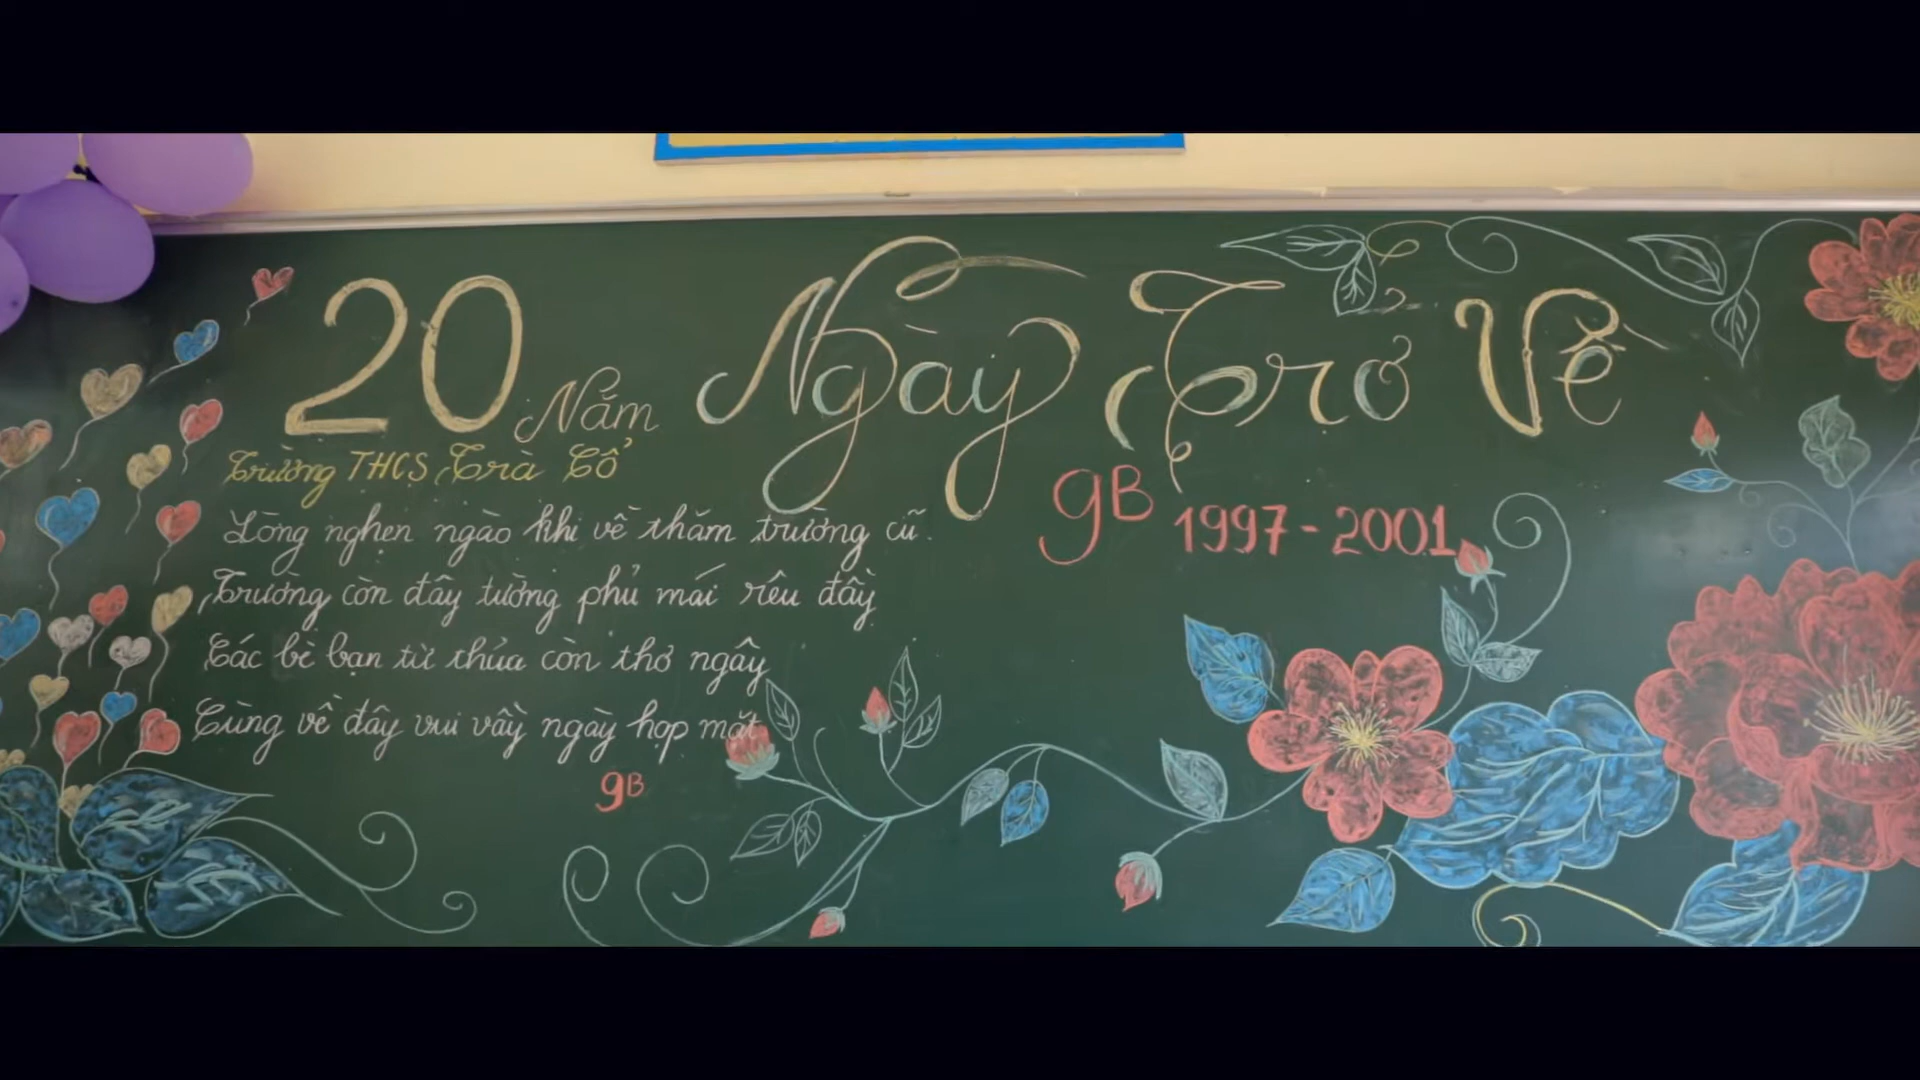 20 Năm Ngày Trở Về
Trường THCS Trà Cổ
9B 1997-2001
Lòng nghẹn ngào khi về thăm trường cũ.
Trường còn đây tường phủ mái rêu đầy
Các bè bạn từ thủa còn thơ ngây
Cùng về đây vui vầy ngày họp mặt
9B